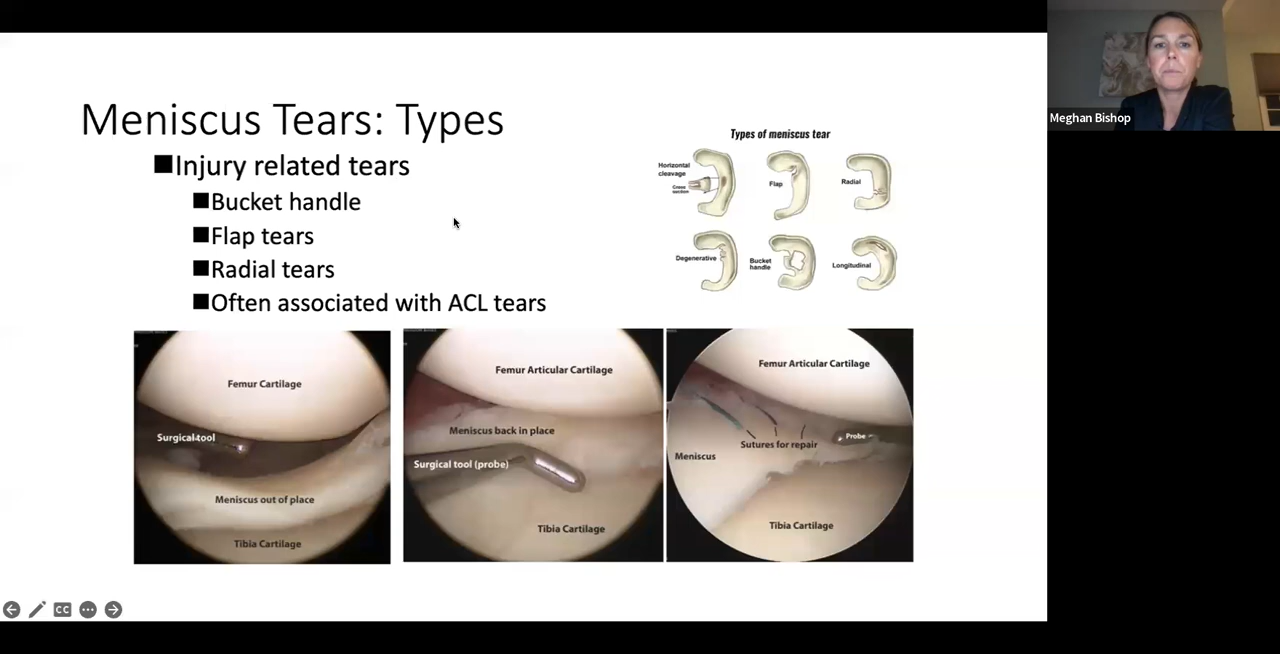 Meniscus Tears: Types
Injury related tears
Bucket handle
Flap tears
Radial tears
Often associated with ACL tears
Types of meniscus tear
Horizontal
cleavage
Cross
section
Flap
Radial
Degenerative
Bucket
handle
Longitudinal
Femur Cartilage
Surgical tool
Meniscus out of place
Tibia Cartilage
Femur Articular Cartilage
Meniscus back in place
Surgical tool (probe)
Tibia Cartilage
Femur Articular Cartilage
Probe
Sutures for repair
Meniscus
Tibia Cartilage
CC
Meghan Bishop